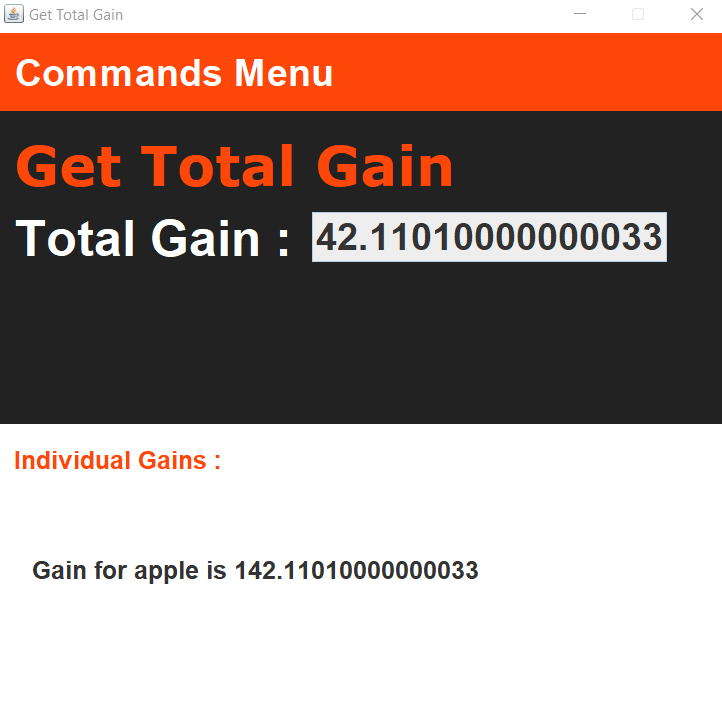 Get Total Gain
Commands Menu
Get Total Gain
Total Gain : 42.11010000000033
Individual Gains :
Gain for apple is 142.11010000000033